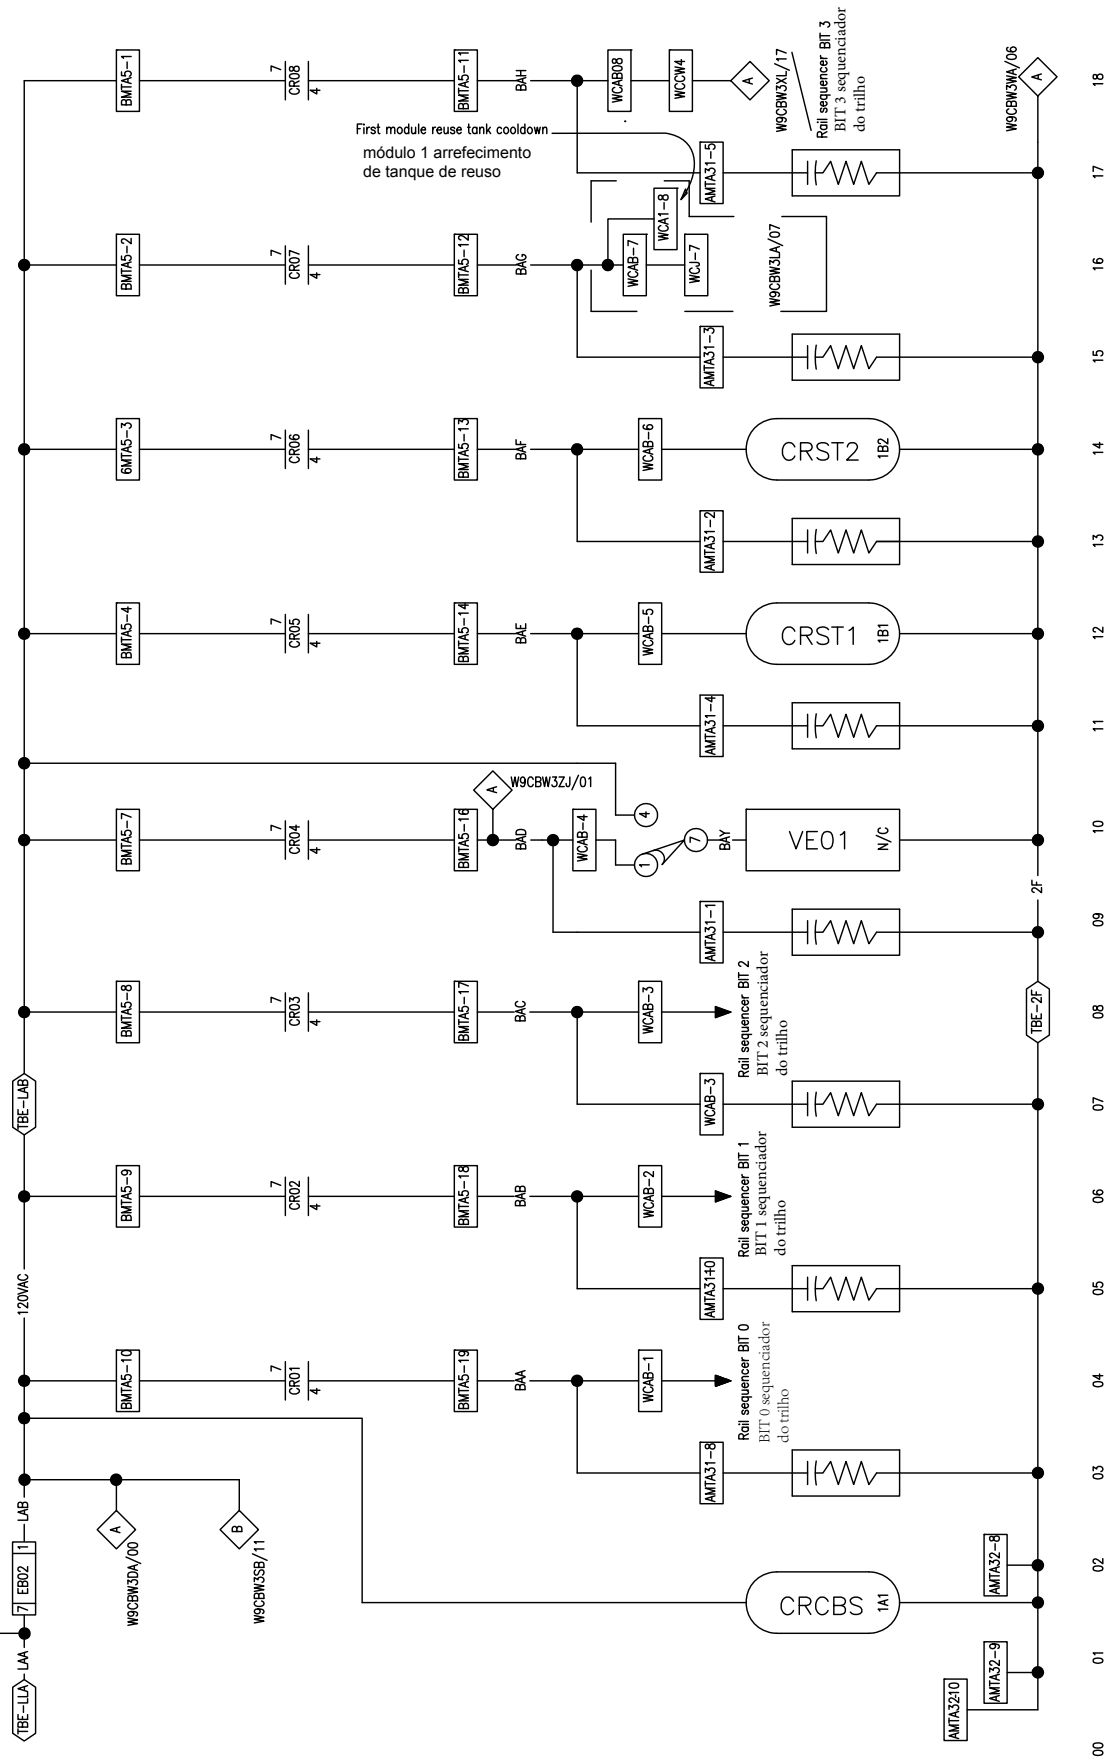 TBE-LLA
LAA
7 EB02 1
LAB
120VAC
TBE-LAB
A
W9CBW3DA/00
B
W9CBW3SB/11
BMTA5-10
BMTA5-9
BMTA5-8
BMTA5-7
BMTA5-4
6MTA5-3
BMTA5-2
BMTA5-1
7
CR01
4
7
CR02
4
7
CR03
4
7
CR04
4
7
CR05
4
7
CR06
4
7
CR07
4
7
CR08
4
BMTA5-19
BMTA5-18
BMTA5-17
BMTA5-16
BMTA5-14
BMTA5-13
BMTA5-12
BMTA5-11
A
W9CBW3ZJ/01
BAA
BAB
BAC
BAD
BAE
BAF
BAG
BAH
First module reuse tank cooldown
módulo 1 arrefecimento
de tanque de reuso
WCAB-1
WCAB-2
WCAB-3
WCAB-4
WCAB-5
WCAB-6
WCAB-7
WCA1-8
WCJ-7
WCAB08
WCCW4
1
4
7
BAY
AMTA31-8
AMTA3110
WCAB-3
AMTA31-1
AMTA31-4
AMTA31-2
AMTA31-3
AMTA31-5
Rail sequencer BIT 0
BIT 0 sequenciador
do trilho
Rail sequencer BIT 1
BIT 1 sequenciador
do trilho
Rail sequencer BIT 2
BIT 2 sequenciador
do trilho
A
W9CBW3XL/17
Rail sequencer BIT 3
BIT 3 sequenciador
do trilho
W9CBW3LA/07
CRCBS
1A1
VE01
N/C
CRST1
1B1
CRST2
1B2
AMTA3210
AMTA32-9
AMTA32-8
TBE-2F
2F
A
W9CBW3WA/06
00
01
02
03
04
05
06
07
08
09
10
11
12
13
14
15
16
17
18